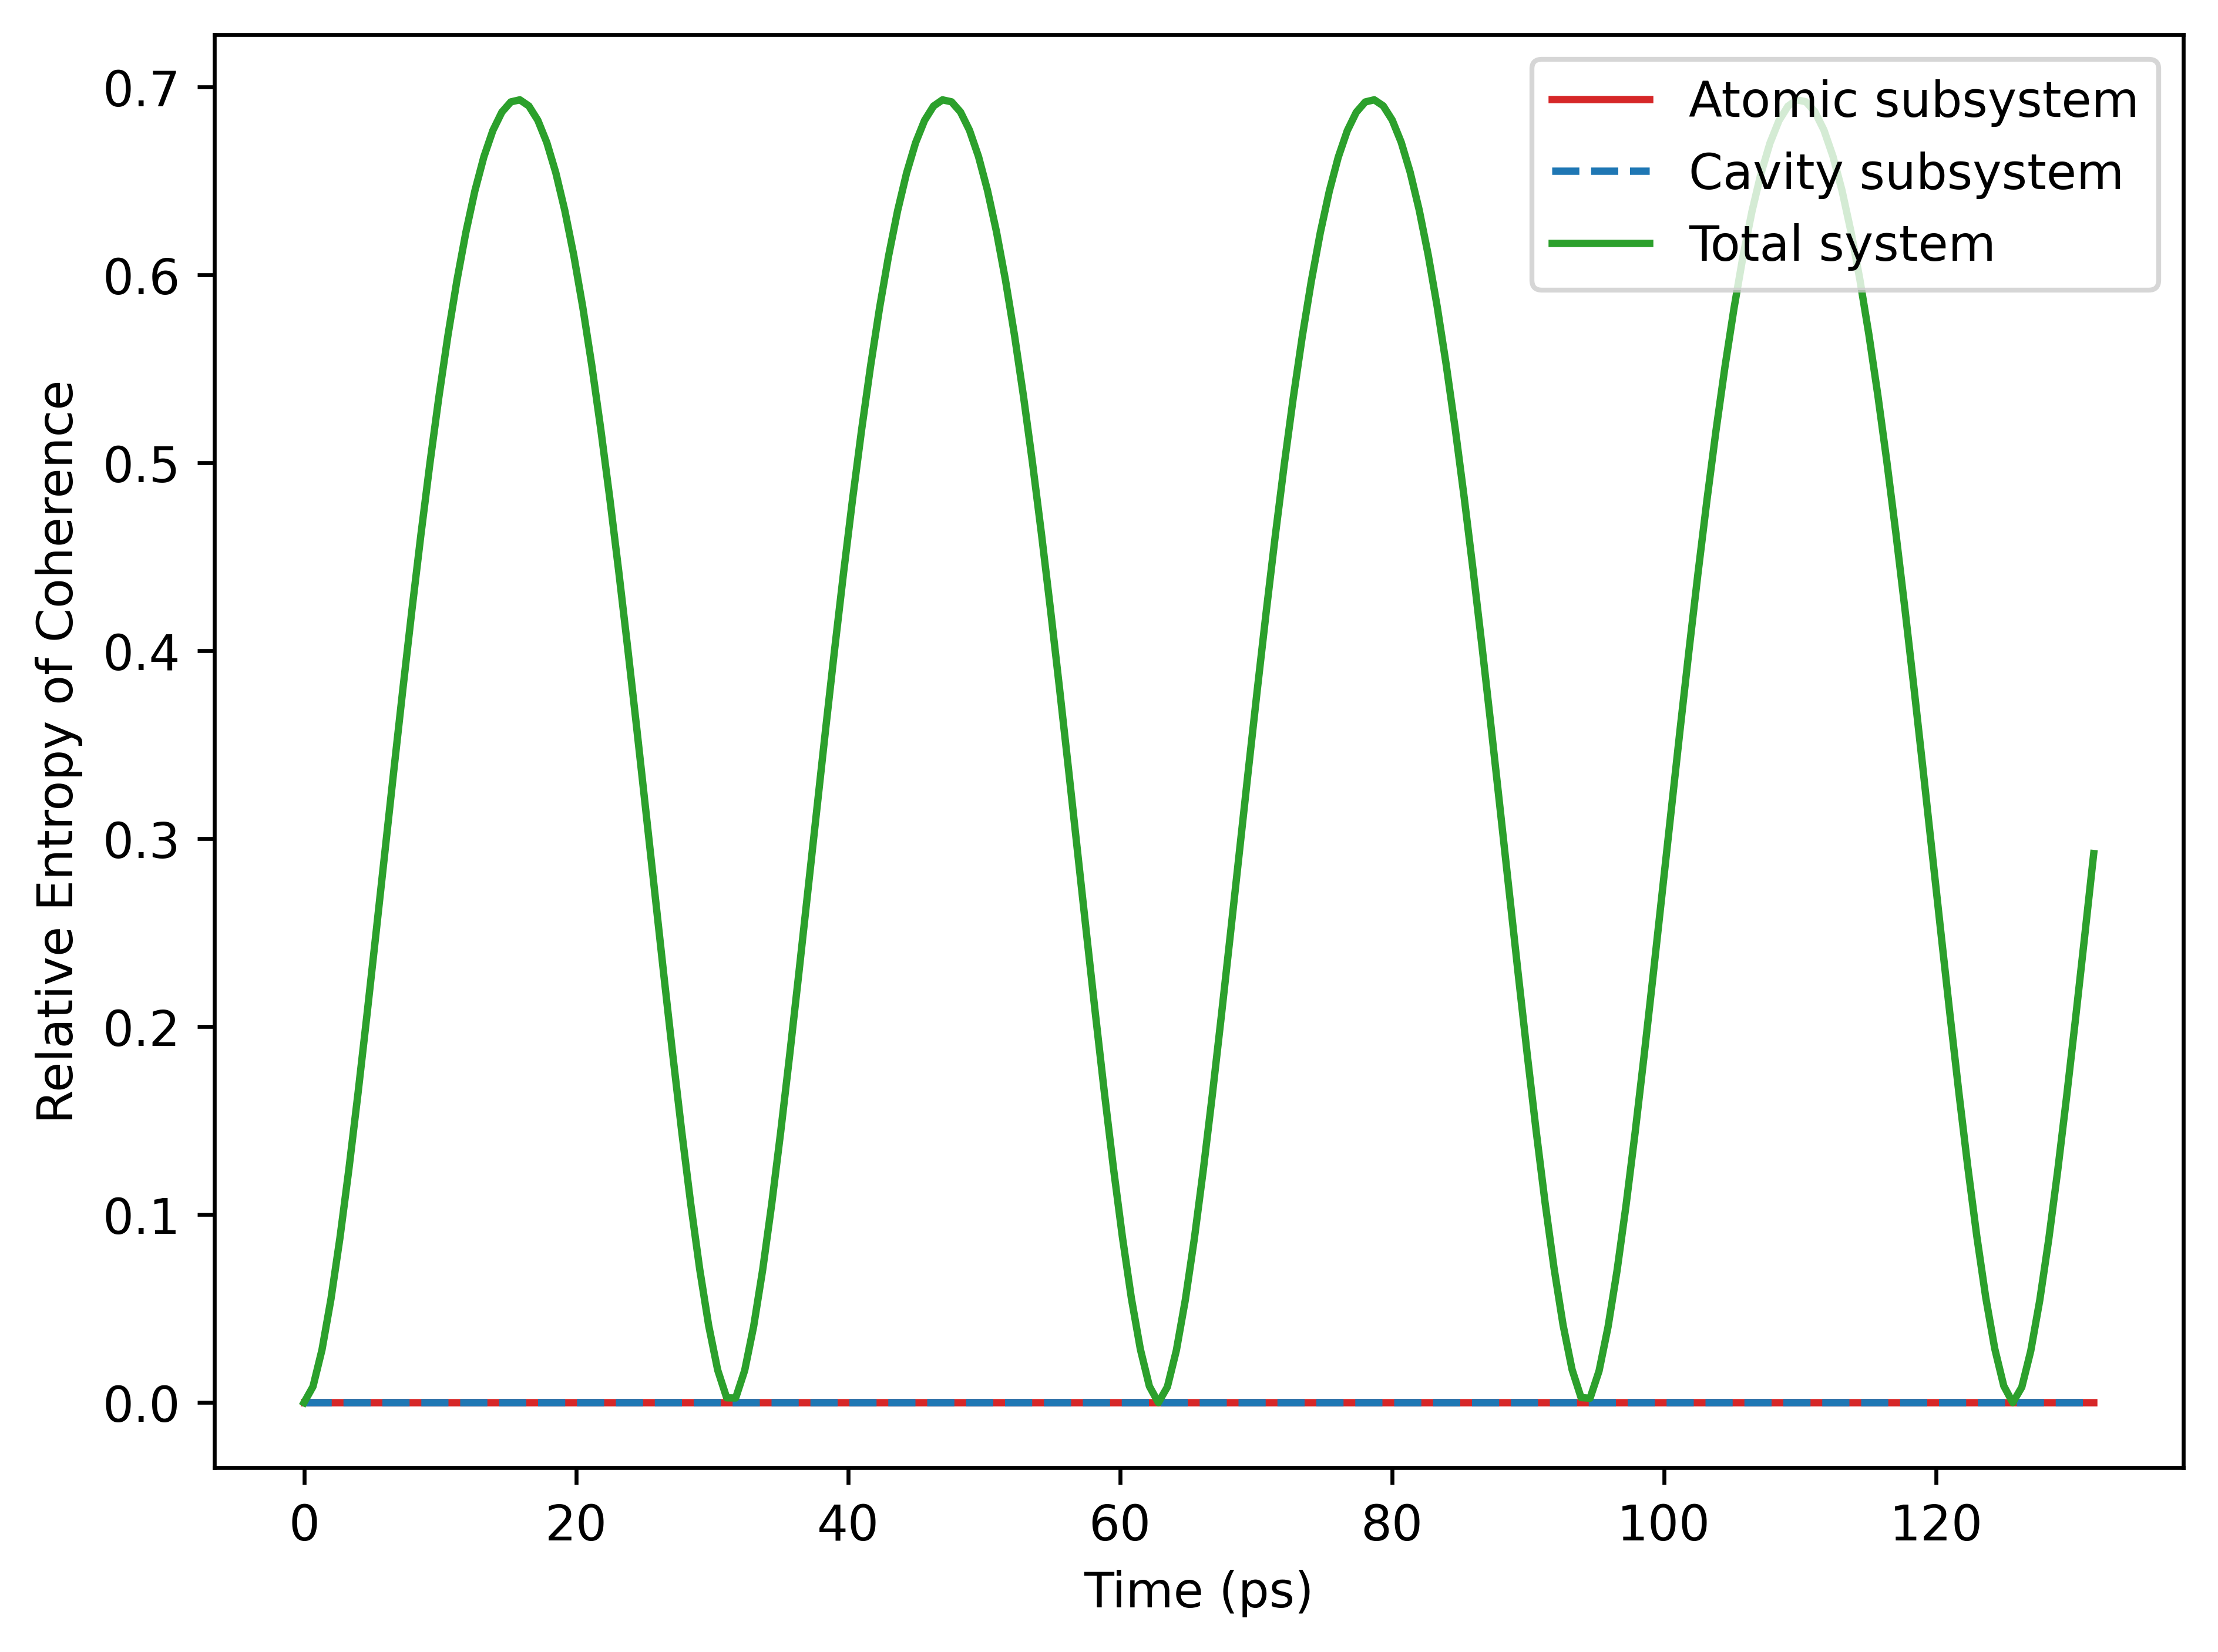 Atomic subsystem
Cavity subsystem
Total system
Relative Entropy of Coherence
0.7
0.6
0.5
0.4
0.3
0.2
0.1
0.0
0 20 40 60 80 100 120
Time (ps)